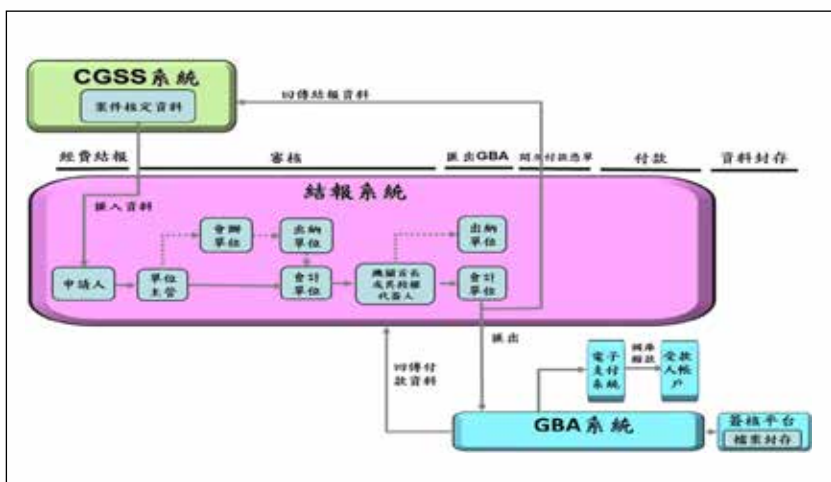 CGSS系統
案件核定資料
回傳結報資料
經費結報
審核
匯出GBA
開立付款憑單
付款
資料封存
結報系統
匯入資料
會辦
單位
出納
單位
出納
單位
申請人
單位
主管
會計
單位
機關首長
或其授權
代簽人
會計
單位
匯出
回傳付
款資料
電子
支付
系統
國庫
撥款
受款
人帳
戶
GBA系統
簽核平台
檔案封存